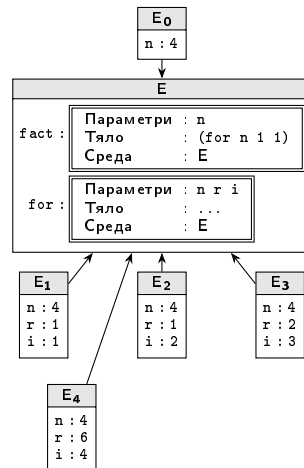 E0
n : 4
E
fact :
Параметри : n
Тяло : (for n 1 1)
Среда : E
for :
Параметри : n r i
Тяло : ...
Среда : E
E1
n : 4
r : 1
i : 1
E2
n : 4
r : 1
i : 2
E3
n : 4
r : 2
i : 3
E4
n : 4
r : 6
i : 4